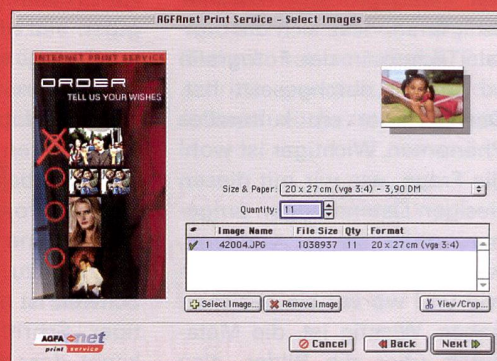 AGFAnet Print Service - Select Images
INTERNET PRINT SERVICE
ORDER
TELL US YOUR WISHES
Size & Paper: 20 x 27 cm (vga 3:4) - 3,90 DM
Quantity: 11
# Image Name File Size Qty Format
1 42004.JPG 1038937 11 20 x 27 cm (vga 3:4)
Select Image... Remove Image View/Crop...
AGFA net
print service
Cancel Back Next